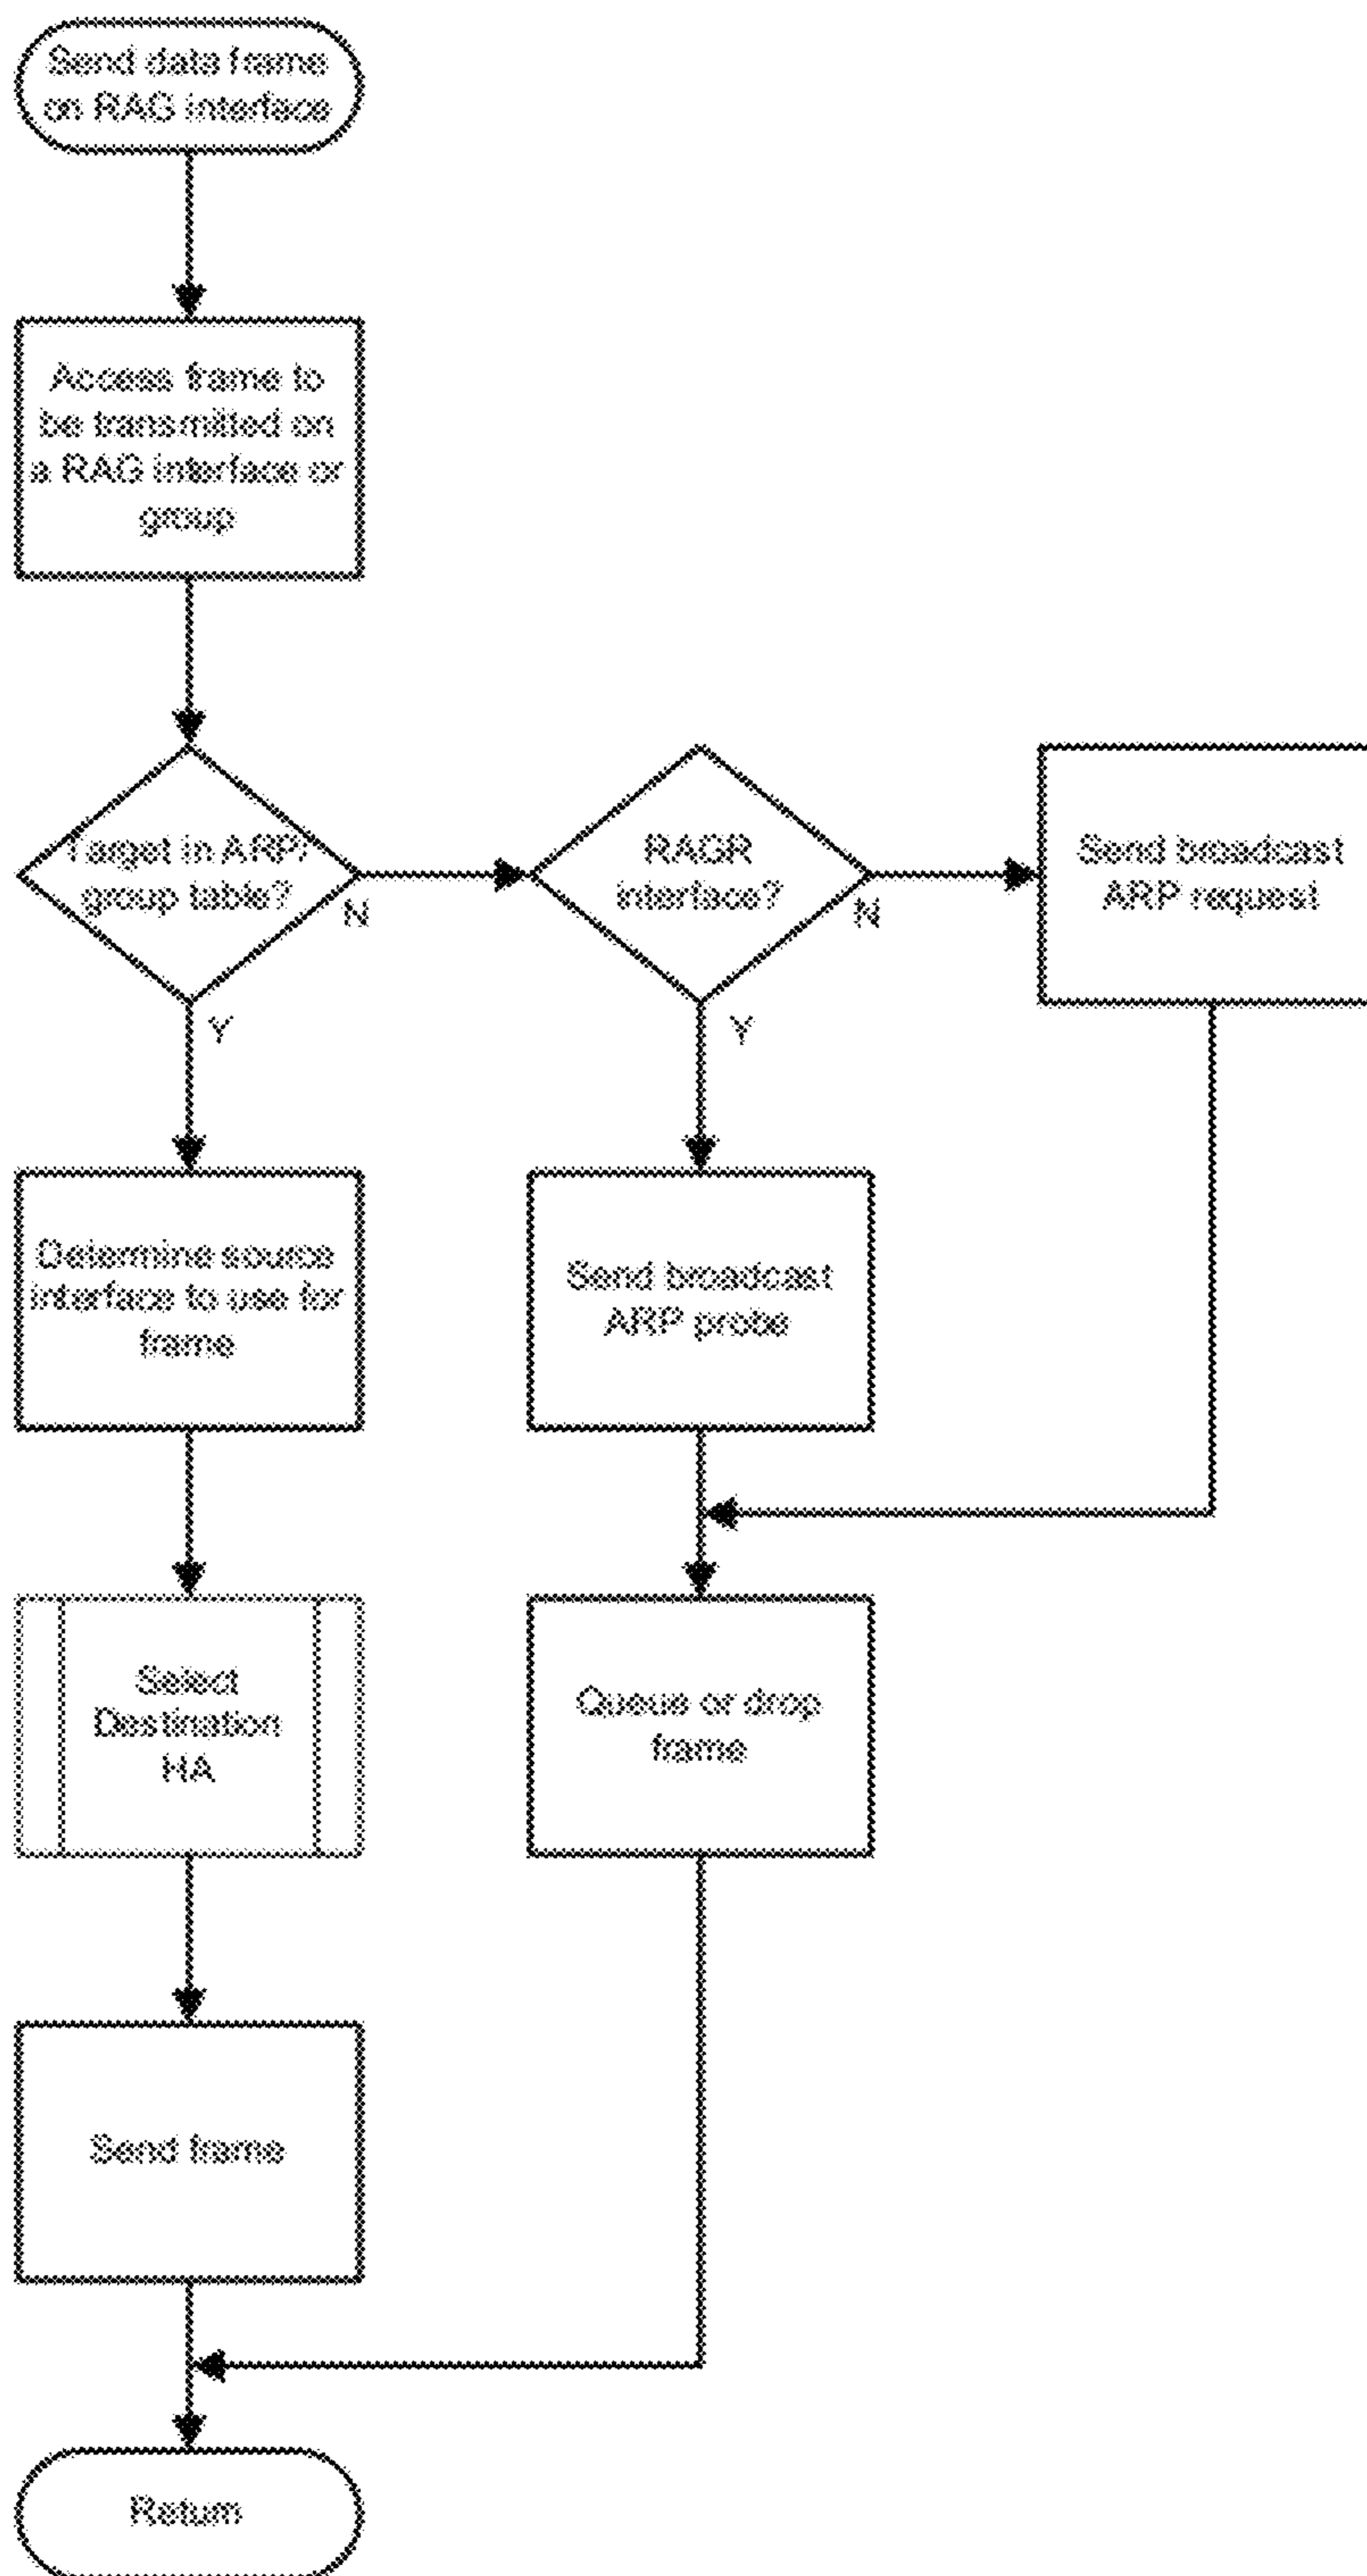 Send data frame
on RAG interface
Access frame to
be transmitted on
a RAG interface or
group
Target in ARP/
group table?
N
Y
RAGR
interface?
N
Y
Send broadcast
ARP request
Determine source
interface to use for
frame
Send broadcast
ARP probe
Select
Destination
HA
Queue or drop
frame
Send frame
Return